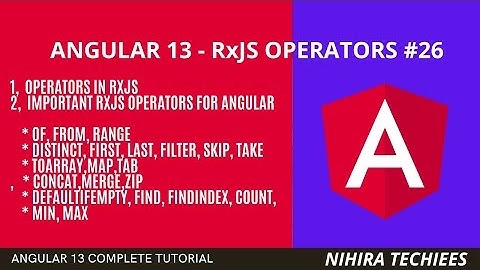 ANGULAR 13 - RxJS OPERATORS #26
1, OPERATORS IN RXJS
2, IMPORTANT RXJS OPERATORS FOR ANGULAR
* OF, FROM, RANGE
* DISTINCT, FIRST, LAST, FILTER, SKIP, TAKE
* TOARRAY,MAP,TAB
, * CONCAT,MERGE,ZIP
* DEFAULTIFEMPTY, FIND, FINDINDEX, COUNT,
* MIN, MAX
A
ANGULAR 13 COMPLETE TUTORIAL
NIHIRA TECHIEES